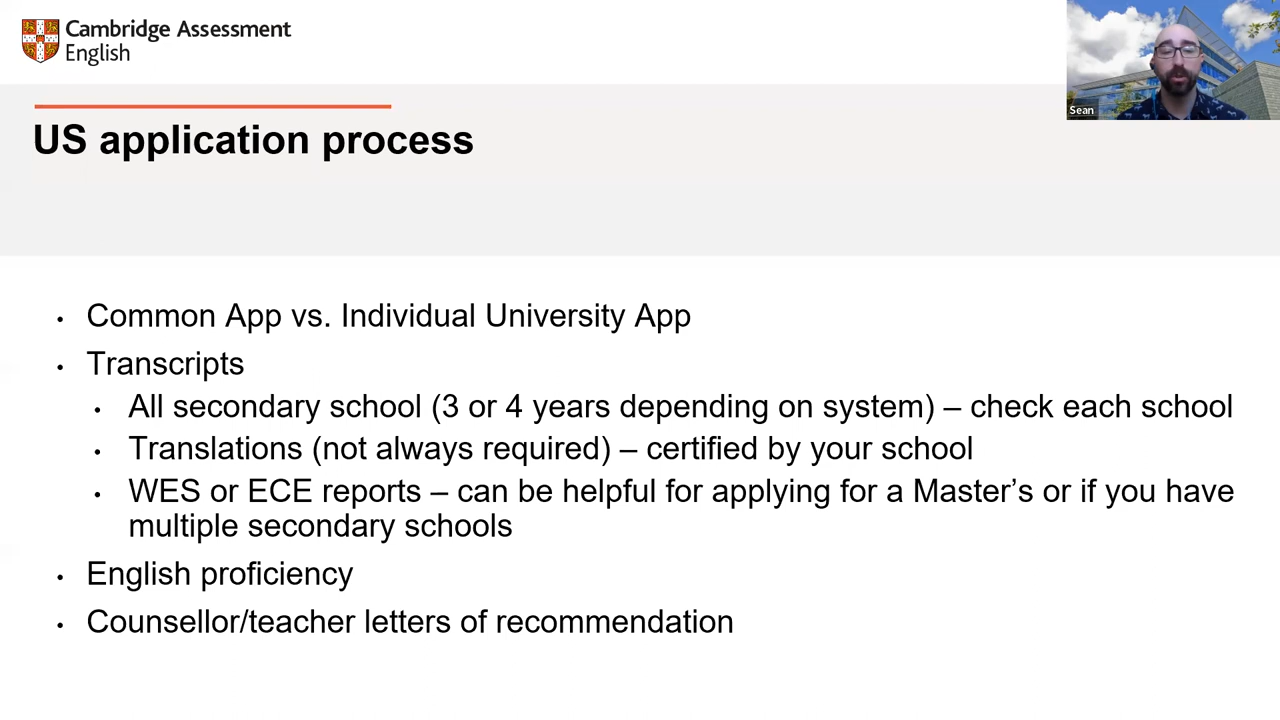 Cambridge Assessment
English
Sean
US application process
• Common App vs. Individual University App
• Transcripts
• All secondary school (3 or 4 years depending on system) – check each school
• Translations (not always required) – certified by your school
• WES or ECE reports – can be helpful for applying for a Master’s or if you have
multiple secondary schools
• English proficiency
• Counsellor/teacher letters of recommendation